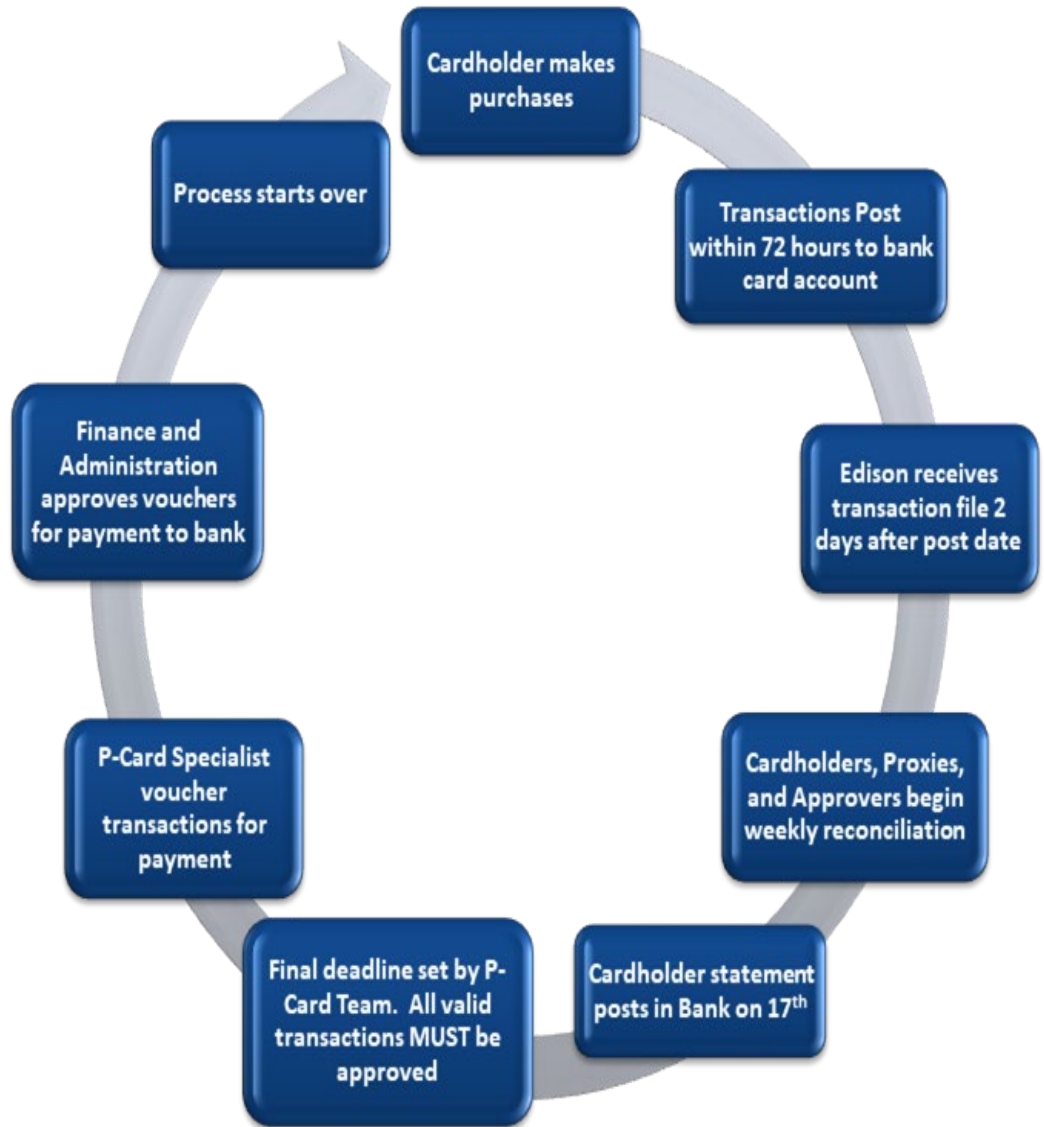 Cardholder makes
purchases
Transactions Post
within 72 hours to bank
card account
Edison receives
transaction file 2
days after post date
Cardholders, Proxies,
and Approvers begin
weekly reconciliation
Cardholder statement
posts in Bank on 17th
Final deadline set by P-
Card Team. All valid
transactions MUST be
approved
P-Card Specialist
voucher
transactions for
payment
Finance and
Administration
approves vouchers
for payment to bank
Process starts over